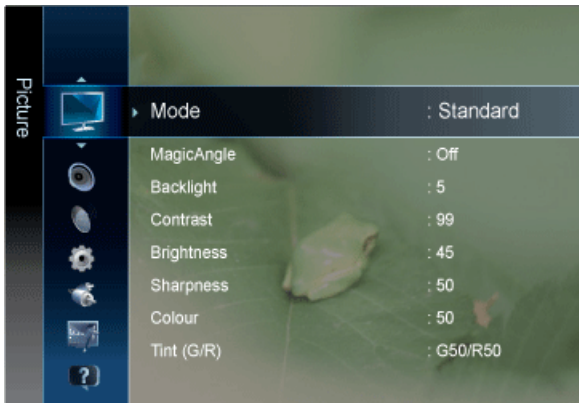 Picture
Mode : Standard
MagicAngle : Off
Backlight : 5
Contrast : 99
Brightness : 45
Sharpness : 50
Colour : 50
Tint (G/R) : G50/R50